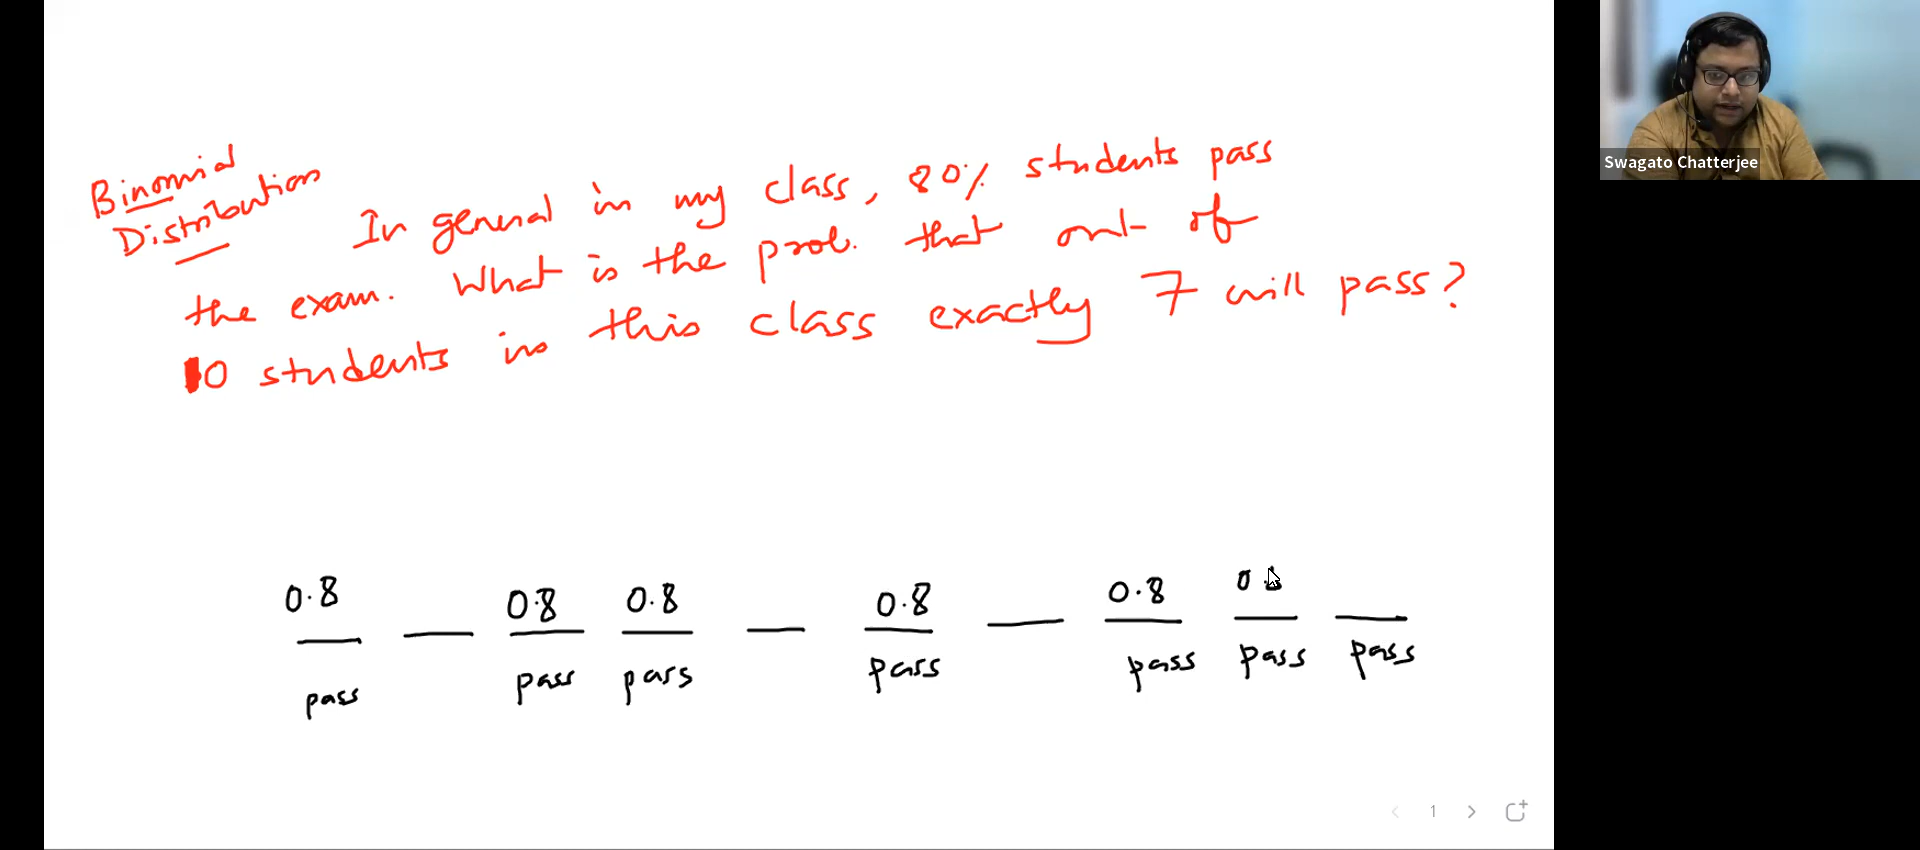 Binomial
Distribution
In general in my class, 80% students pass
the exam. What is the prob. that out of
10 students in this class exactly 7 will pass?
0.8 0.8 0.8 0.8 0.8
pass pass pass pass pass pass pass
Swagato Chatterjee
1